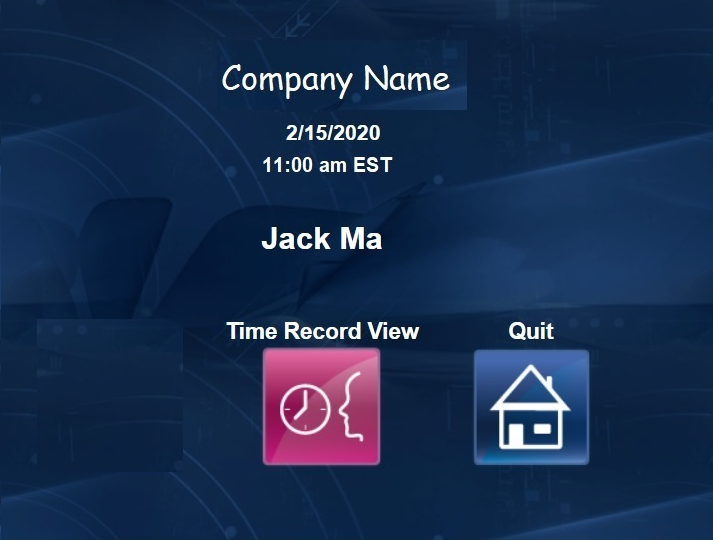 Company Name
2/15/2020
11:00 am EST
Jack Ma
Time Record View
Quit